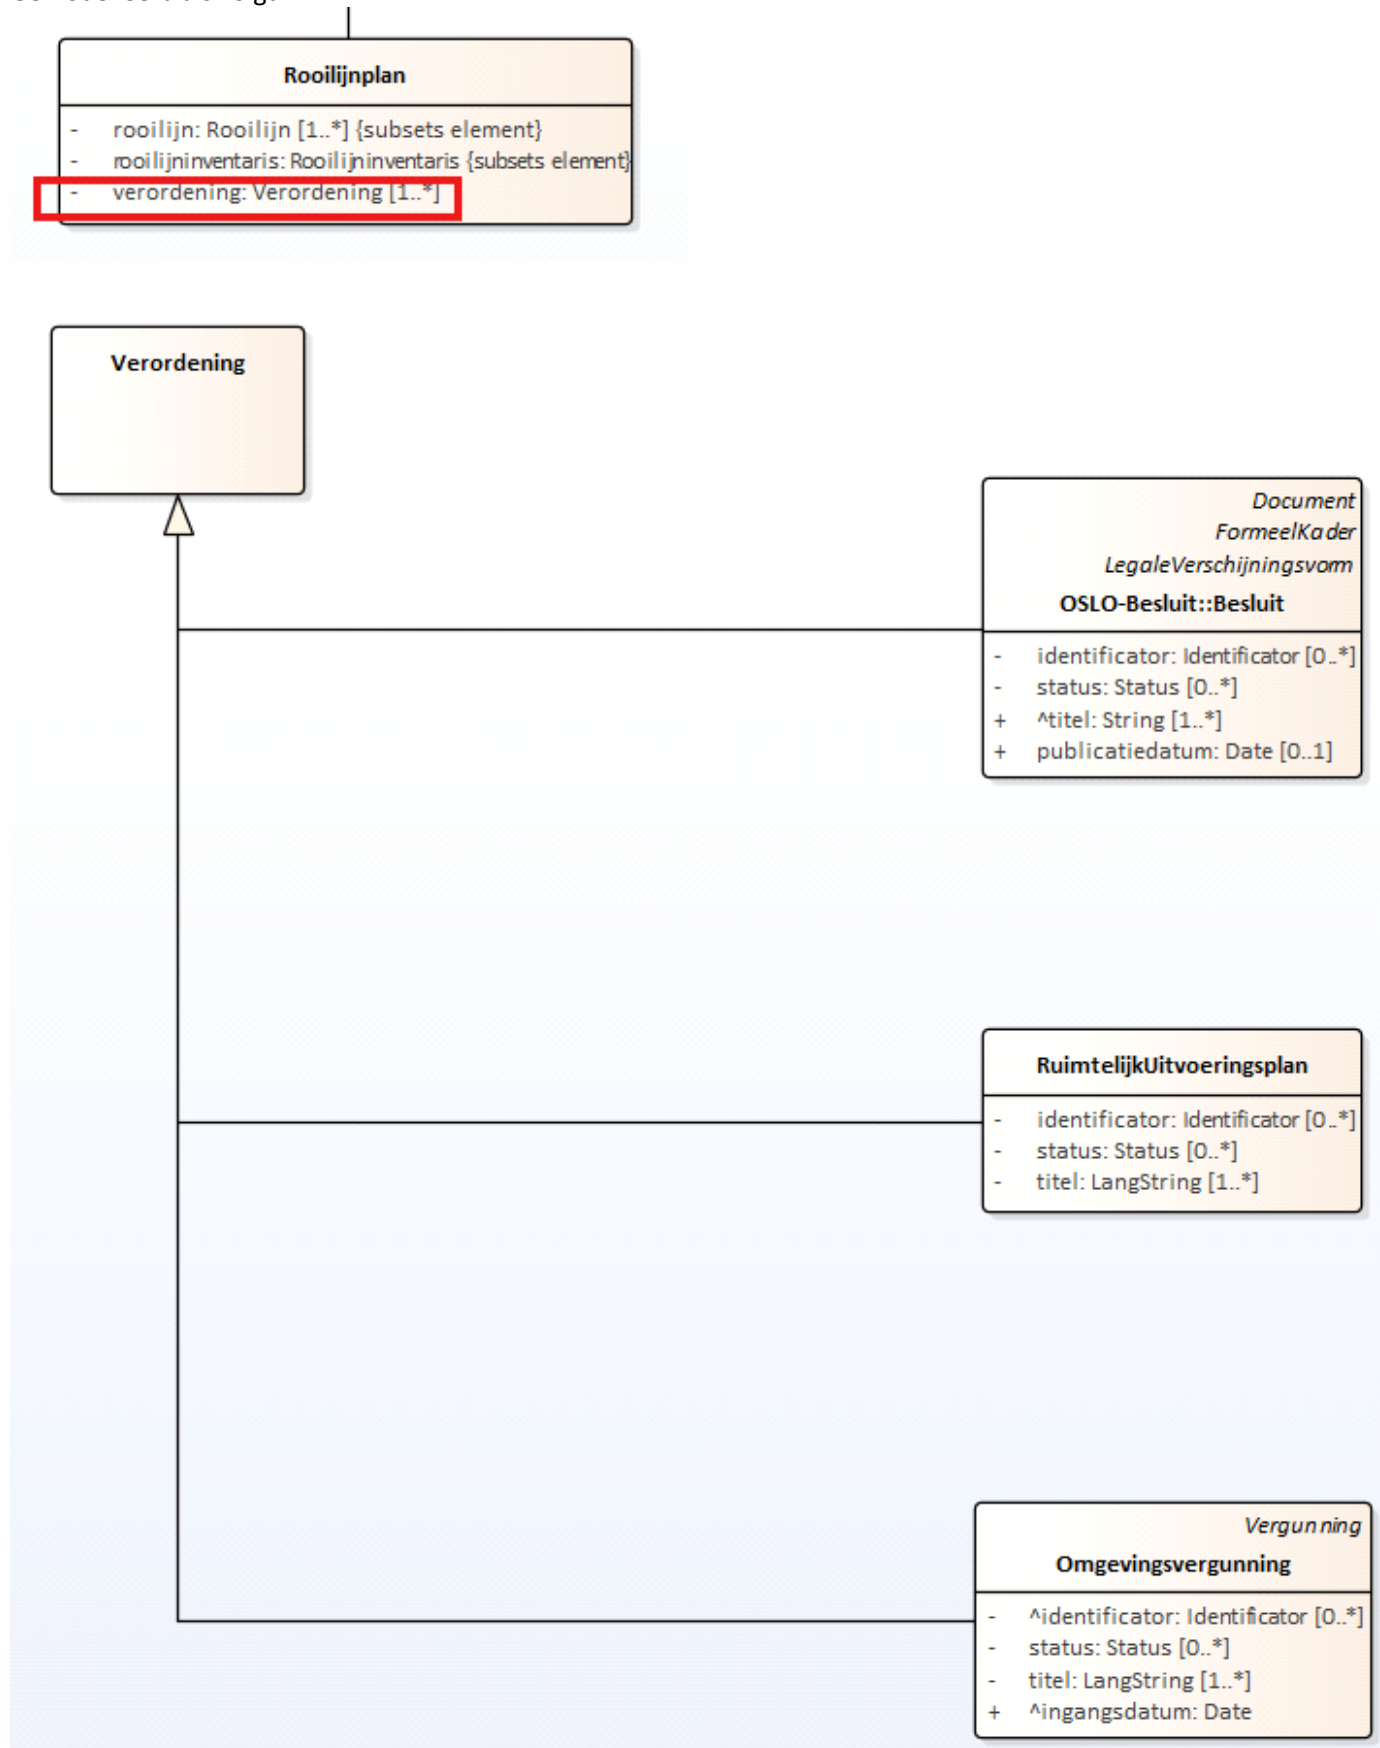 Rooilijnplan
- rooilijn: Rooilijn [1..*] {subsets element}
- rooilijninventaris: Rooilijninventaris {subsets element}
- verordening: Verordening [1..*]
Verordening
Document
FormeelKader
LegaleVerschijningsvorm
OSLO-Besluit::Besluit
- identificator: Identificator [0..*]
- status: Status [0..*]
+ ^titel: String [1..*]
+ publicatiedatum: Date [0..1]
RuimtelijkUitvoeringsplan
- identificator: Identificator [0..*]
- status: Status [0..*]
- titel: LangString [1..*]
Vergunning
Omgevingsvergunning
- ^identificator: Identificator [0..*]
- status: Status [0..*]
- titel: LangString [1..*]
+ ^ingangsdatum: Date